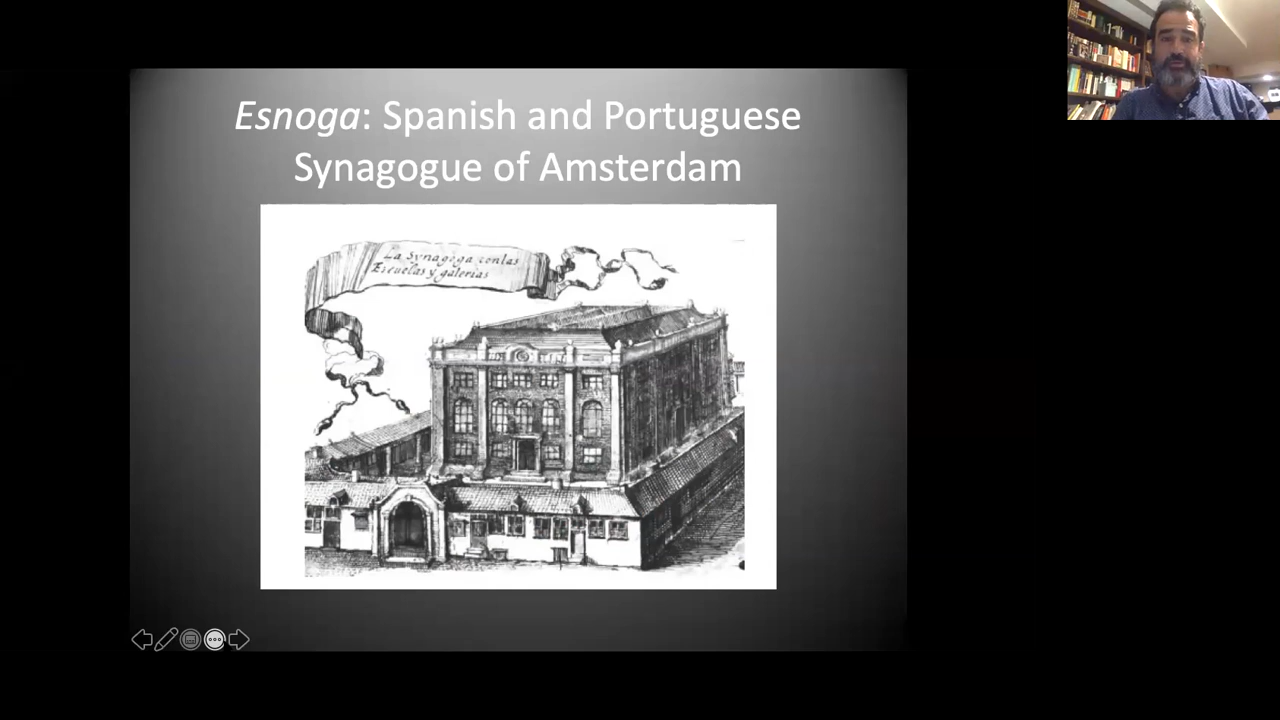 Esnoga: Spanish and Portuguese
Synagogue of Amsterdam
La Synagoga con las
Escuelas y galerias